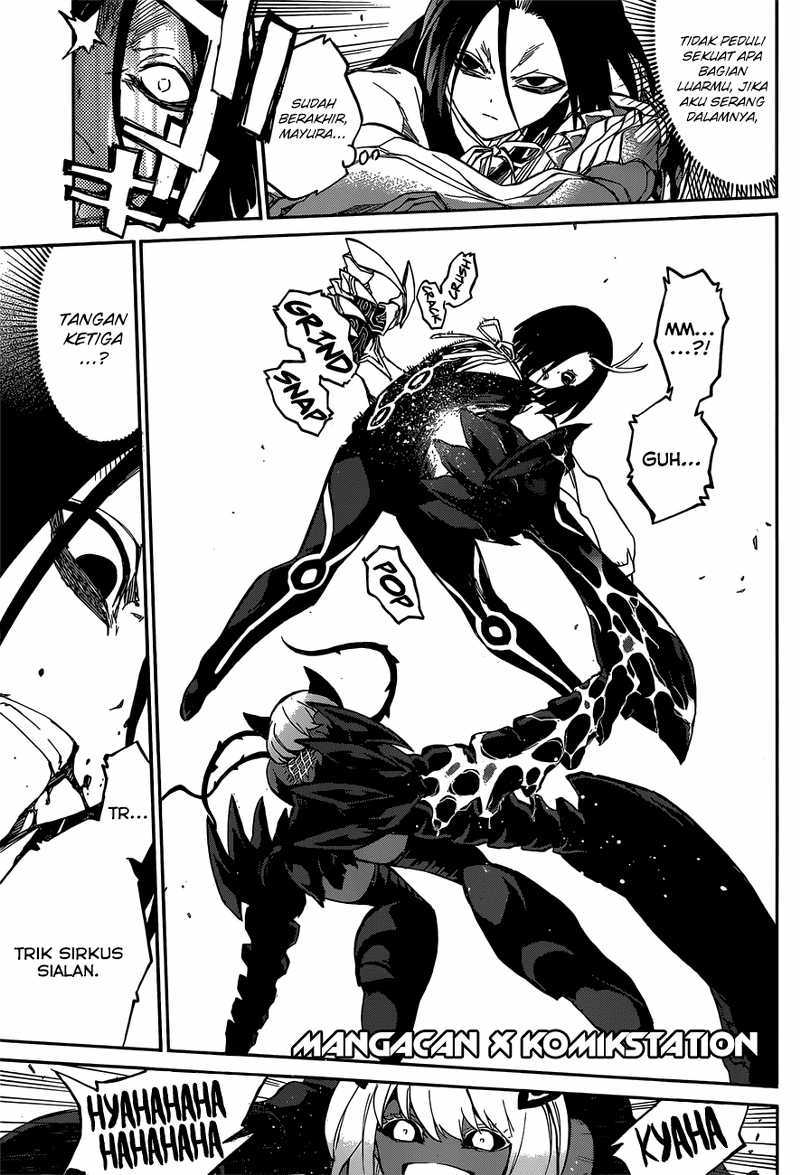 TIDAK PEDULI
SEKUAT APA
BAGIAN
LUARMU, JIKA
AKU SERANG
DALAMNYA,
SUDAH
BERAKHIR,
MAYURA...
MM...
...?!
GUH...
CRUSH
CRACK
GRIND
SNAP
POP
TANGAN
KETIGA
...?
TR...
TRIK SIRKUS
SIALAN.
MANGACAN X KOMIKSTATION
KYAHA
HYAHAHAHA
HAHAHAHA